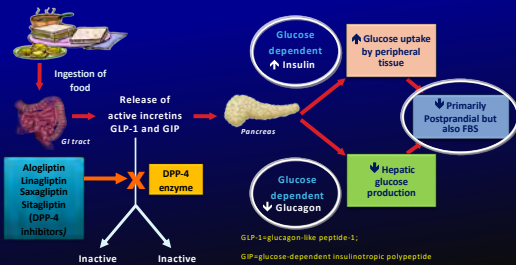 Ingestion of
food
GI tract
Release of
active incretins
GLP-1 and GIP
Pancreas
Glucose
dependent
Insulin
Glucose uptake
by peripheral
tissue
Primarily
Postprandial but
also FBS
Alogliptin
Linagliptin
Saxagliptin
Sitagliptin
(DPP-4
inhibitors)
X
DPP-4
enzyme
Glucose
dependent
Glucagon
Hepatic
glucose
production
Inactive
Inactive
GLP-1=glucagon-like peptide-1;
GIP=glucose-dependent insulinotropic polypeptide